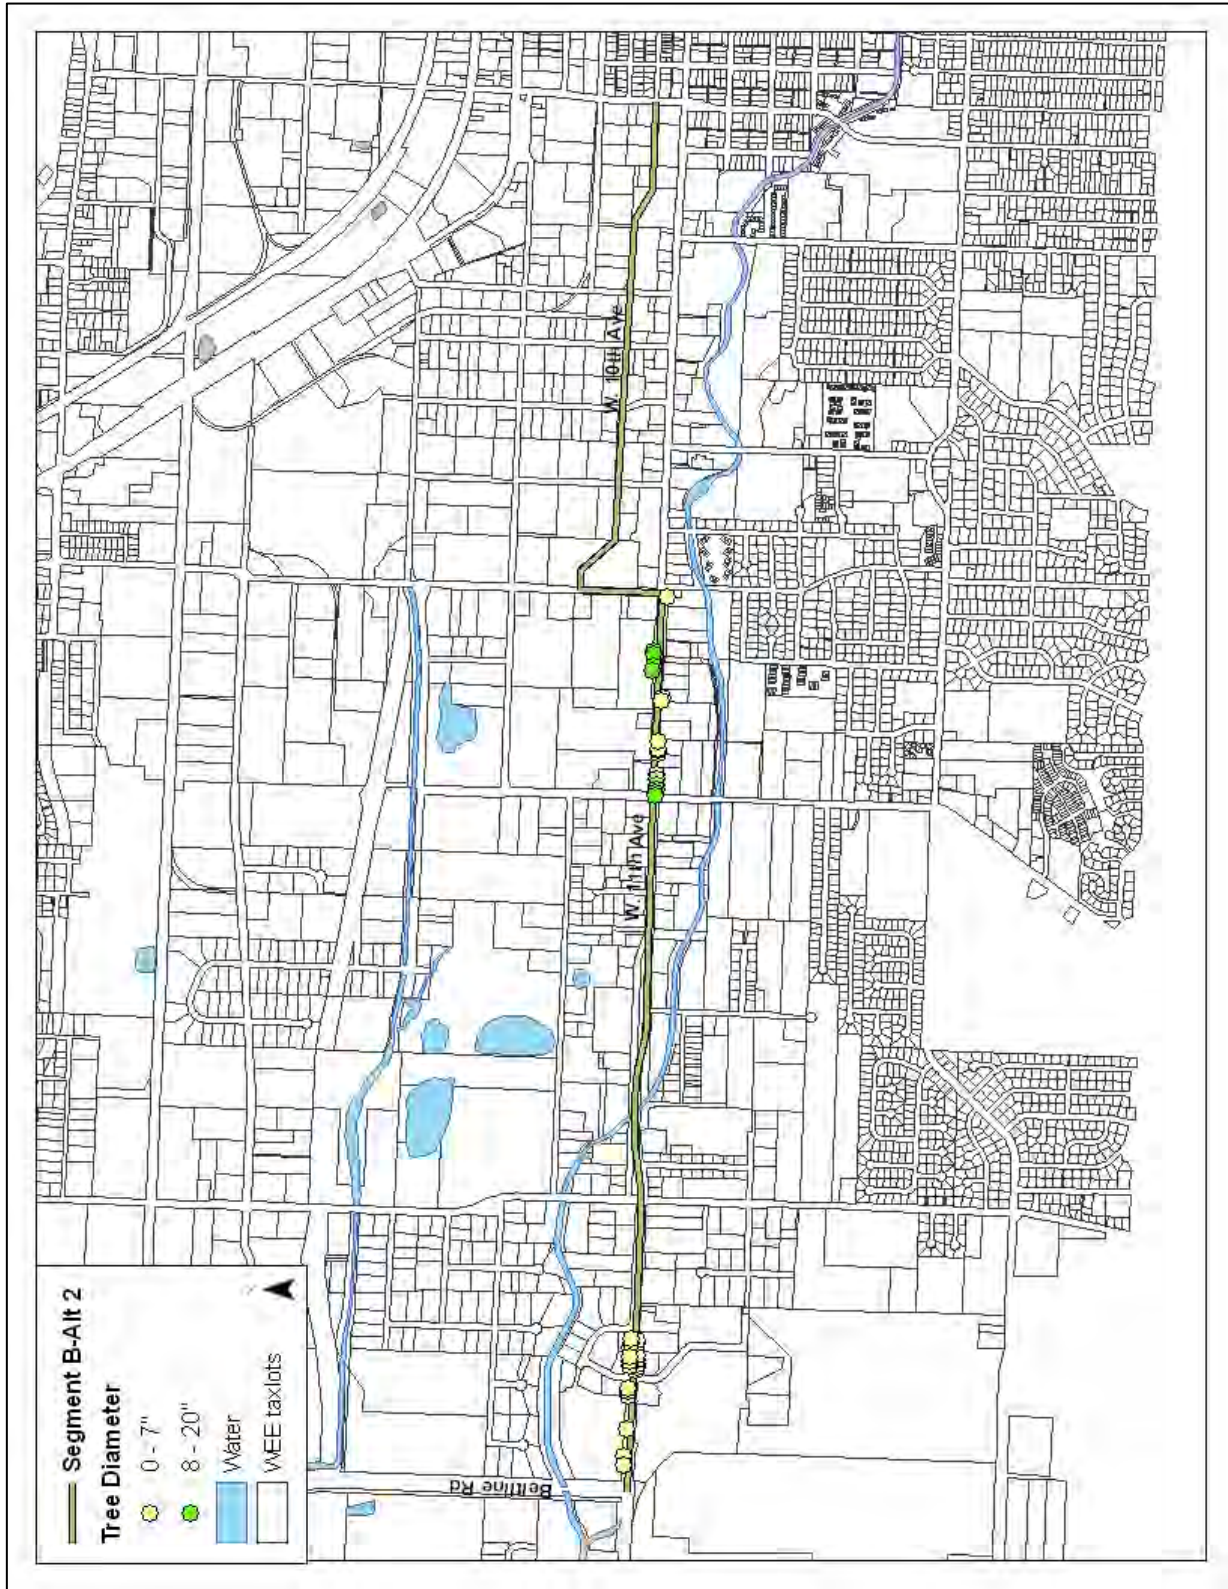 Segment B-Alt 2
Tree Diameter
0 - 7"
8 - 20"
Water
WEE taxlots
Beltline Rd
W. 11th Ave
W. 10th Ave